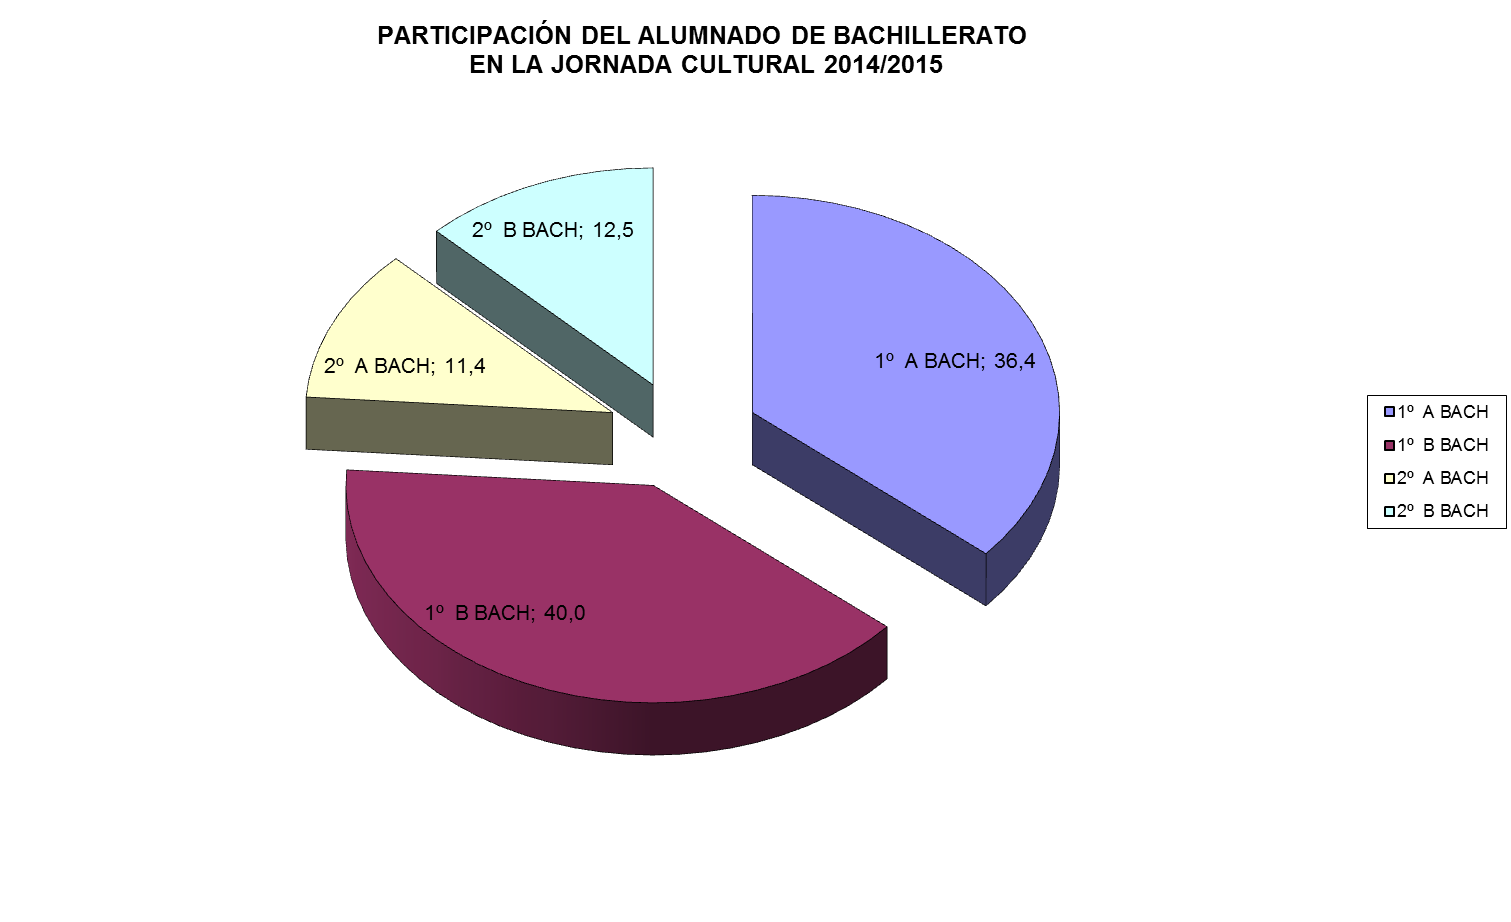 PARTICIPACIÓN DEL ALUMNADO DE BACHILLERATO
EN LA JORNADA CULTURAL 2014/2015
2º B BACH; 12,5
1º A BACH; 36,4
2º A BACH; 11,4
1º B BACH; 40,0
1º A BACH
1º B BACH
2º A BACH
2º B BACH